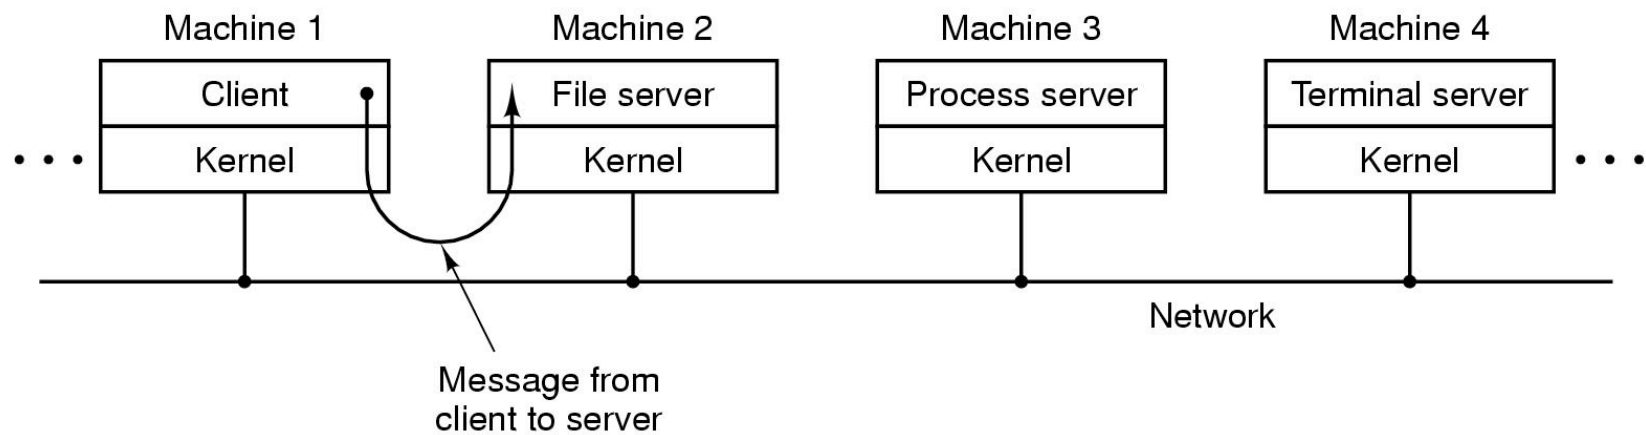 Machine 1
Machine 2
Machine 3
Machine 4
Client
File server
Process server
Terminal server
Kernel
Kernel
Kernel
Kernel
Network
Message from
client to server